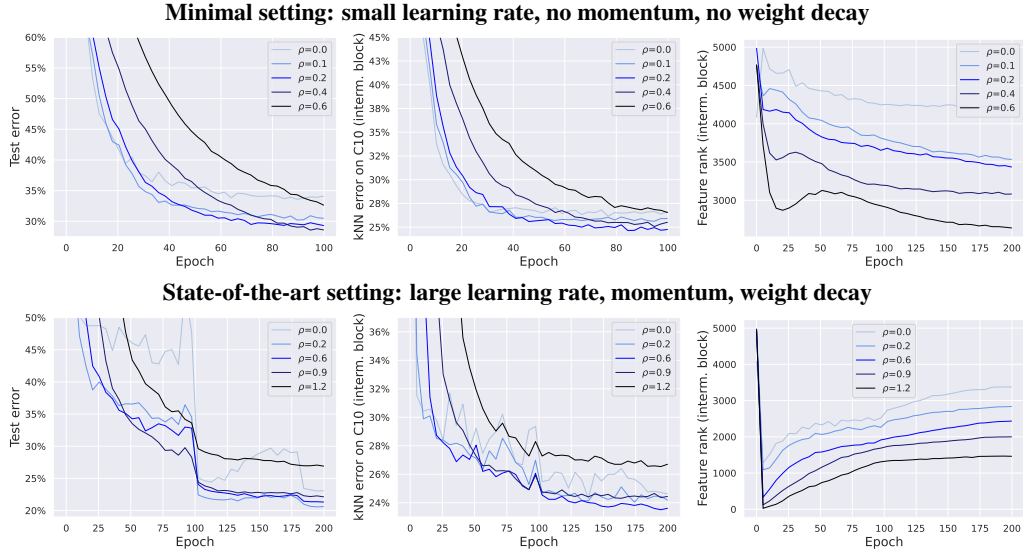 Minimal setting: small learning rate, no momentum, no weight decay
Test error
60%
55%
50%
45%
40%
35%
30%
0 20 40 60 80 100
Epoch
ρ=0.0
ρ=0.1
ρ=0.2
ρ=0.4
ρ=0.6
kNN error on C10 (interm. block)
45%
43%
40%
38%
35%
32%
30%
28%
25%
0 20 40 60 80 100
Epoch
ρ=0.0
ρ=0.1
ρ=0.2
ρ=0.4
ρ=0.6
Feature rank (interm. block)
5000
4500
4000
3500
3000
0 25 50 75 100 125 150 175 200
Epoch
ρ=0.0
ρ=0.1
ρ=0.2
ρ=0.4
ρ=0.6
State-of-the-art setting: large learning rate, momentum, weight decay
Test error
50%
45%
40%
35%
30%
25%
20%
0 25 50 75 100 125 150 175 200
Epoch
ρ=0.0
ρ=0.2
ρ=0.6
ρ=0.9
ρ=1.2
kNN error on C10 (interm. block)
36%
34%
32%
30%
28%
26%
24%
0 25 50 75 100 125 150 175 200
Epoch
ρ=0.0
ρ=0.2
ρ=0.6
ρ=0.9
ρ=1.2
Feature rank (interm. block)
5000
4000
3000
2000
1000
0
0 25 50 75 100 125 150 175 200
Epoch
ρ=0.0
ρ=0.2
ρ=0.6
ρ=0.9
ρ=1.2